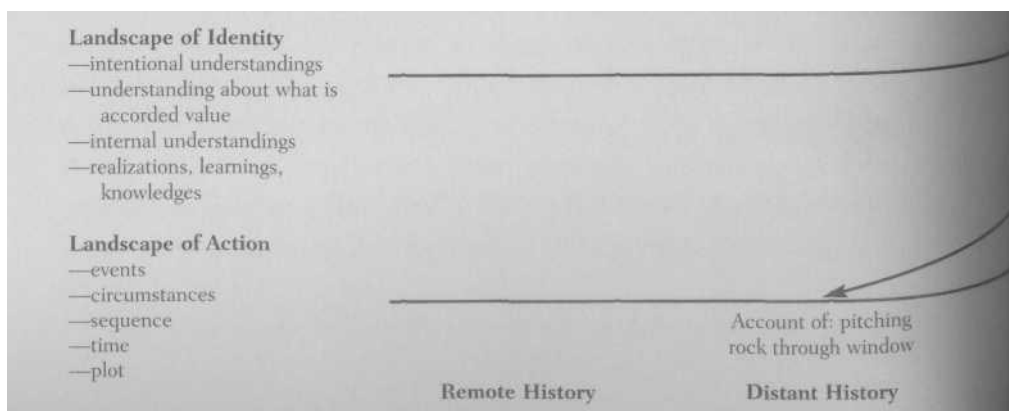 Landscape of Identity
—intentional understandings
—understanding about what is
accorded value
—internal understandings
—realizations, learnings,
knowledges
Landscape of Action
—events
—circumstances
—sequence
—time
—plot
Account of: pitching
rock through window
Remote History
Distant History